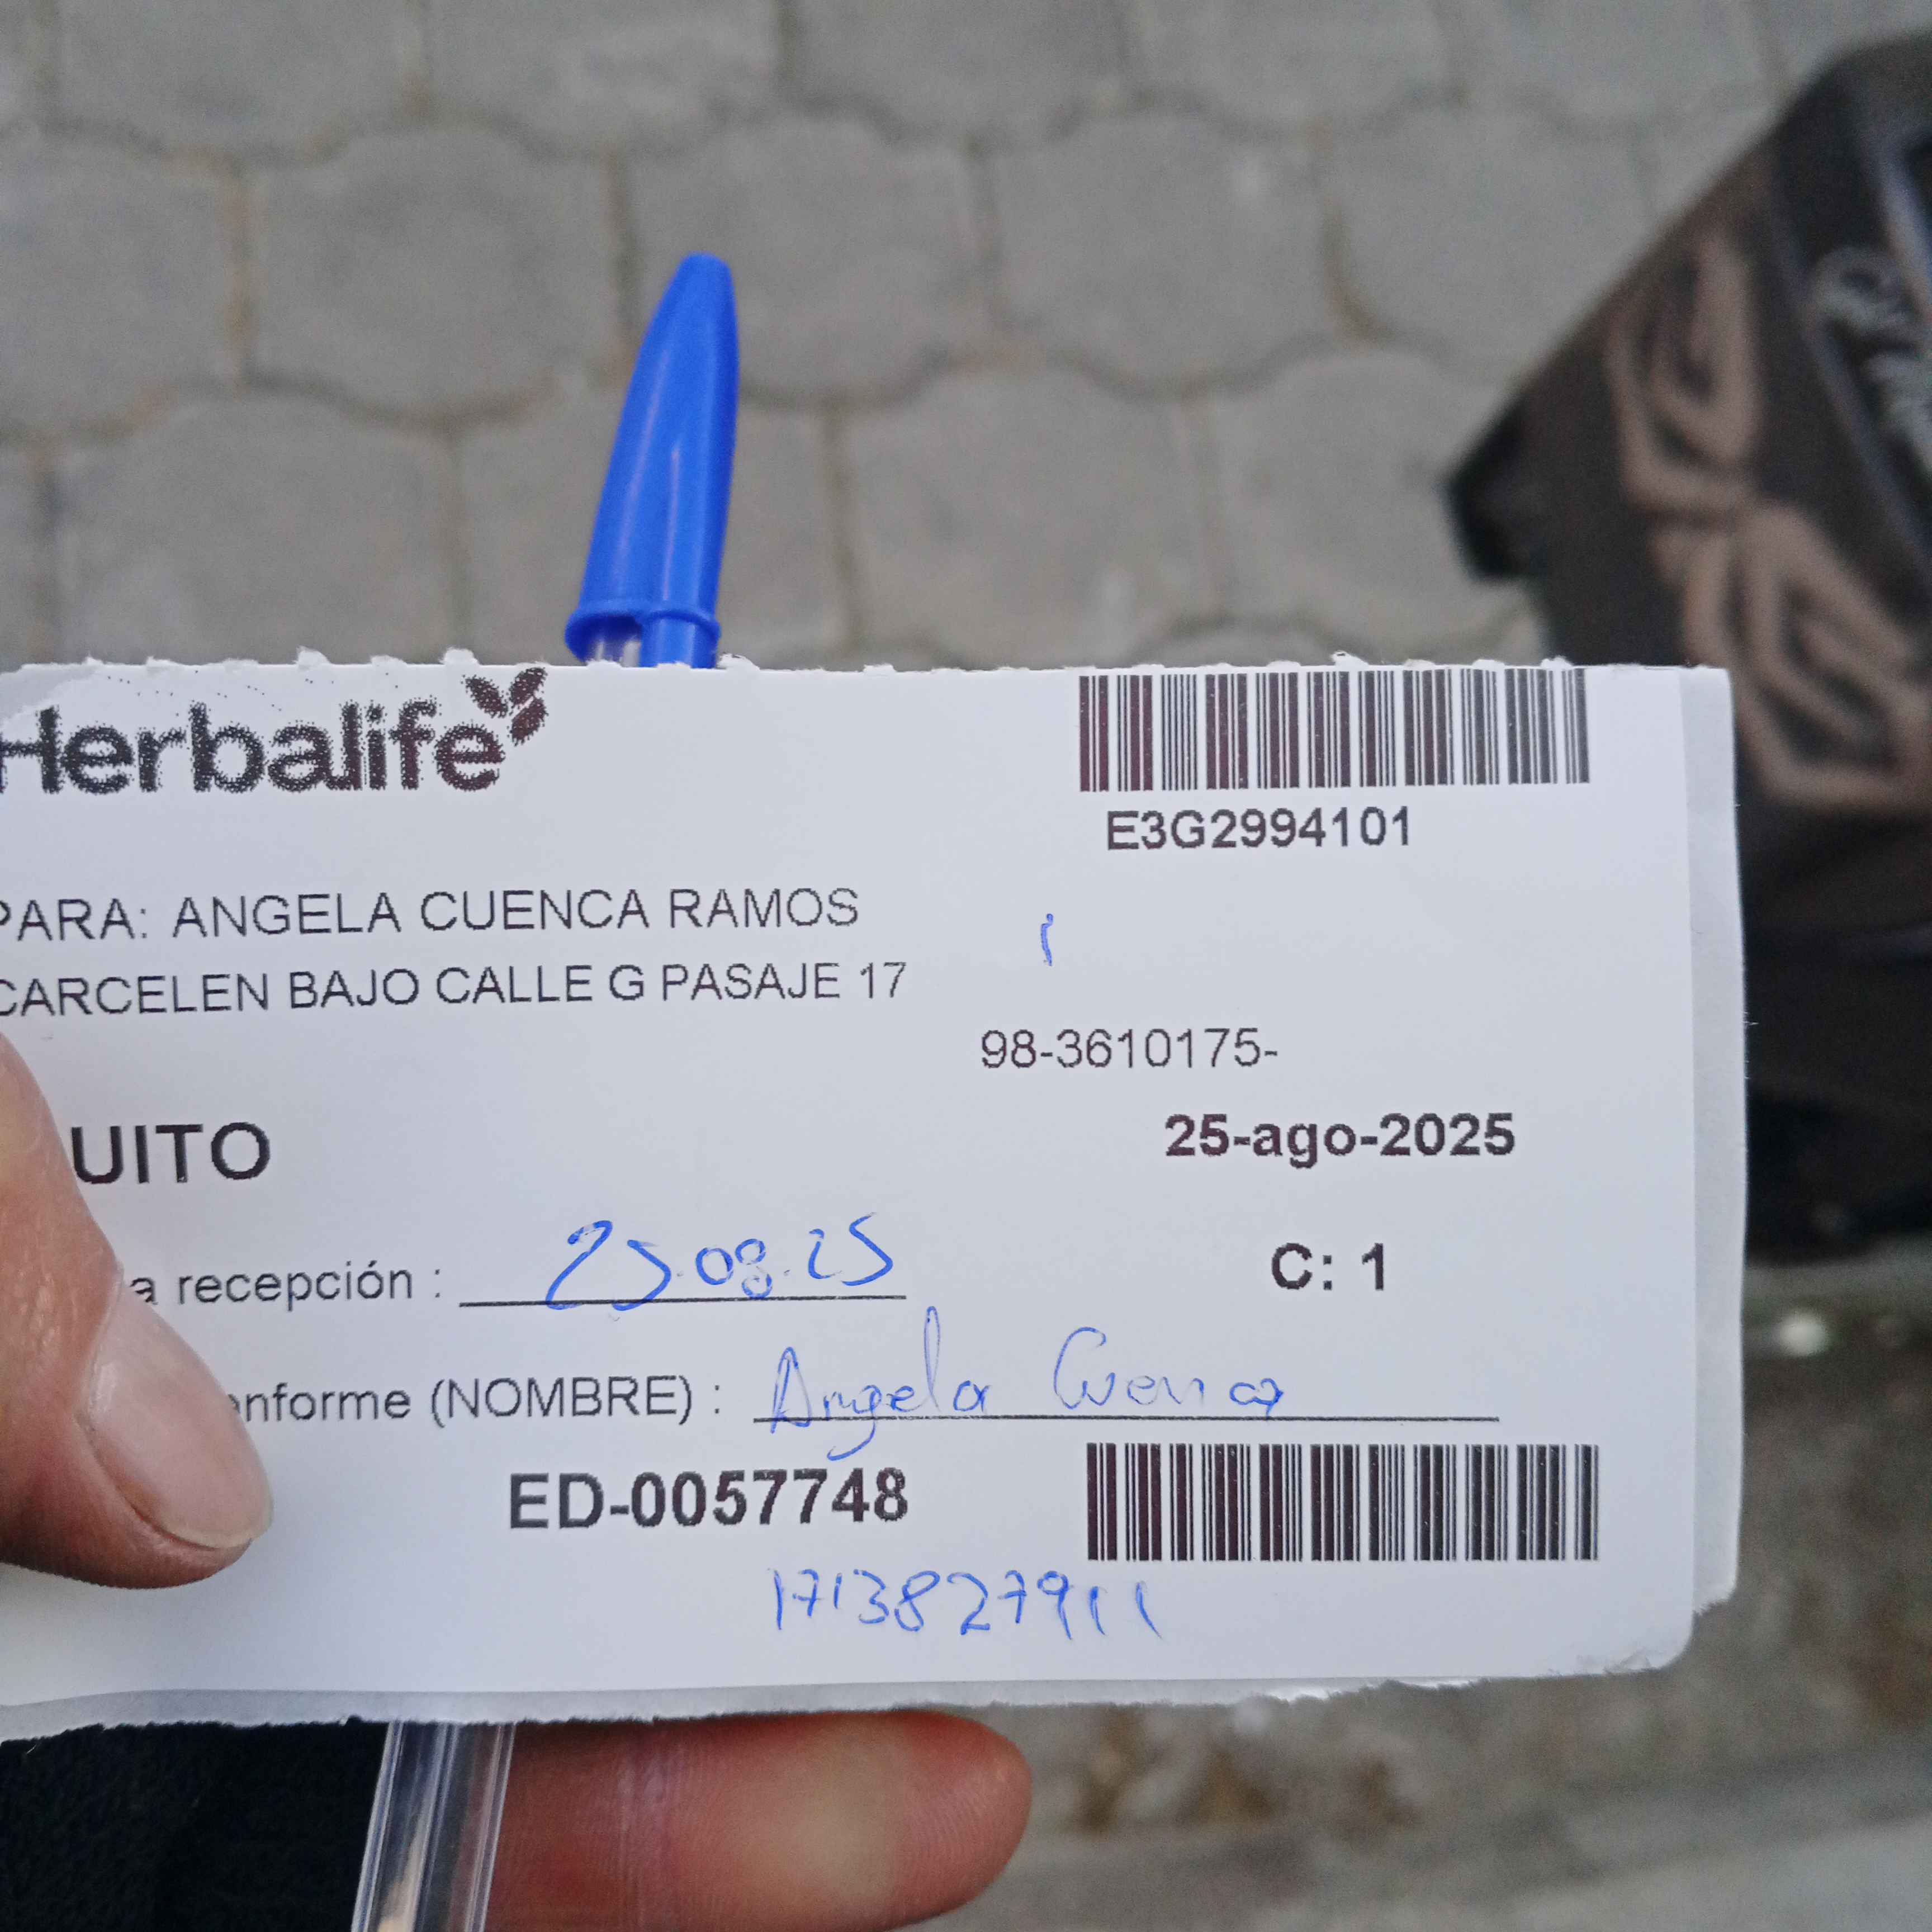 Herbalife
E3G2994101
PARA: ANGELA CUENCA RAMOS
CARCELEN BAJO CALLE G PASAJE 17
98-3610175-
UITO
25-ago-2025
a recepción : 25.08.25
C: 1
onforme (NOMBRE) : Angela Cuenca
ED-0057748
1713827911